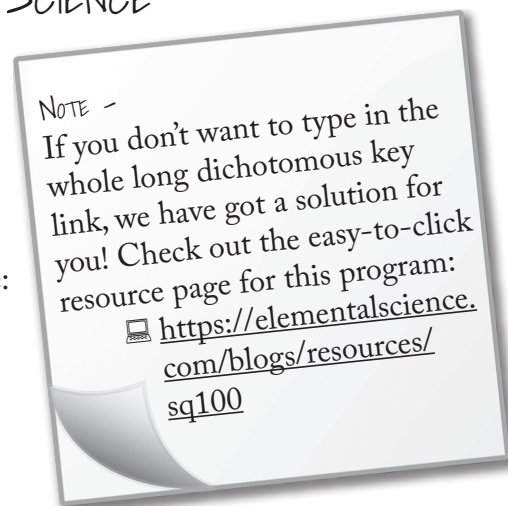 SCIENCE
NOTE –
If you don't want to type in the
whole long dichotomous key
link, we have got a solution for
you! Check out the easy-to-click
resource page for this program:
https://elementalscience.
com/blogs/resources/
sq100